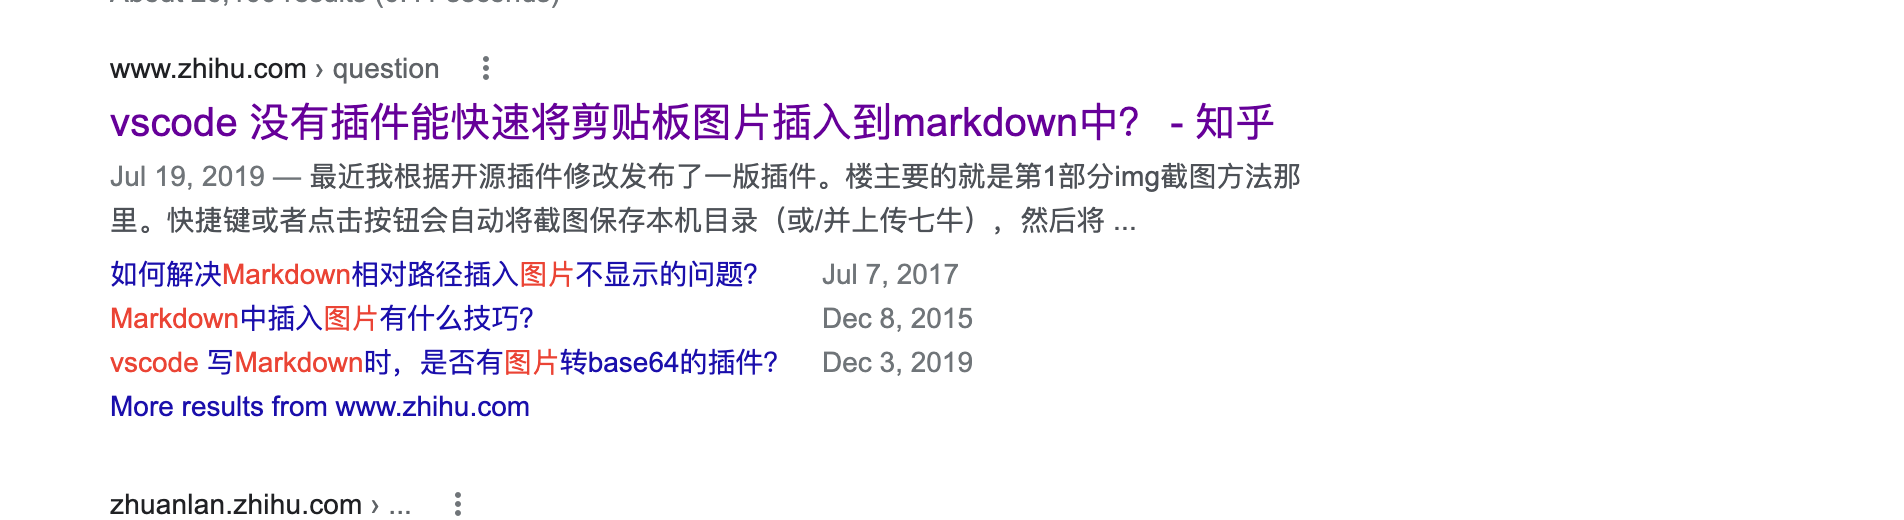 www.zhihu.com › question
vscode 没有插件能快速将剪贴板图片插入到markdown中？ - 知乎
Jul 19, 2019 — 最近我根据开源插件修改发布了一版插件。楼主要的就是第1部分img截图方法那
里。快捷键或者点击按钮会自动将截图保存本机目录（或/并上传七牛），然后将 ...
如何解决Markdown相对路径插入图片不显示的问题? Jul 7, 2017
Markdown中插入图片有什么技巧? Dec 8, 2015
vscode 写Markdown时，是否有图片转base64的插件? Dec 3, 2019
More results from www.zhihu.com
zhuanlan.zhihu.com › ...